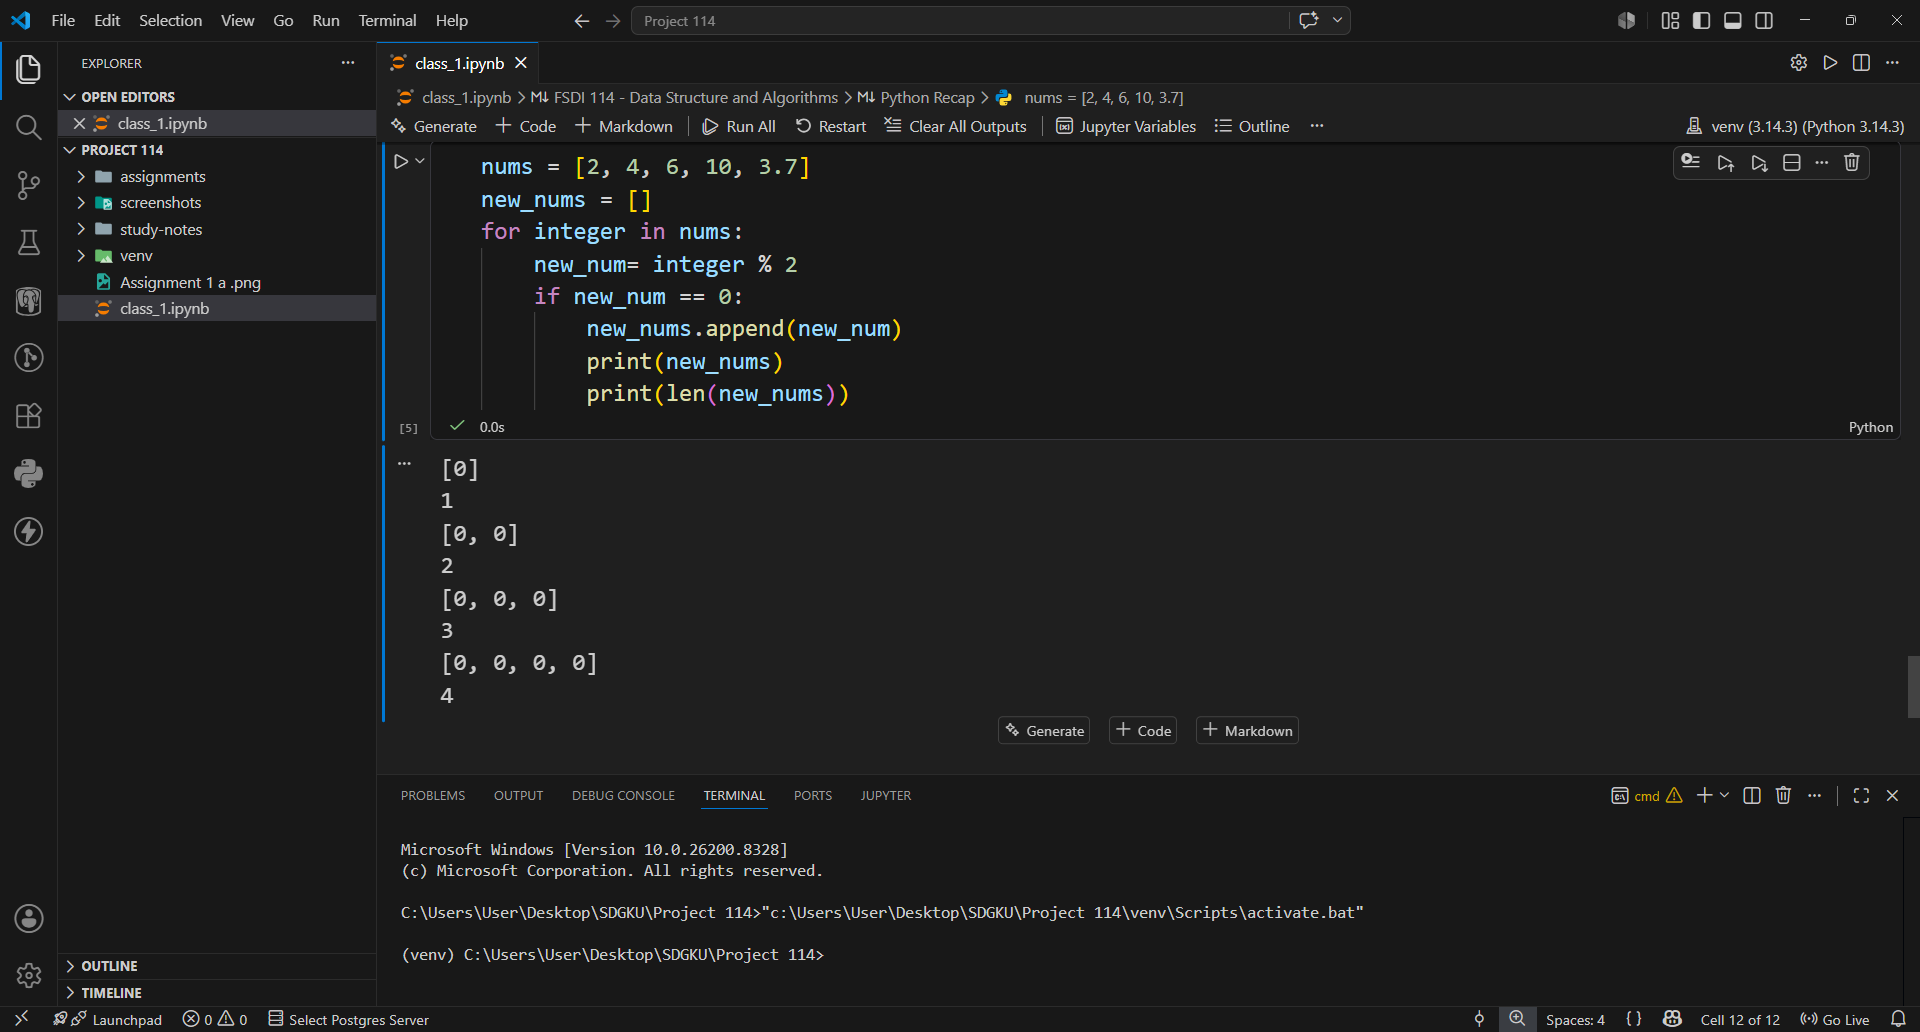 File Edit Selection View Go Run Terminal Help
Project 114
EXPLORER
OPEN EDITORS
class_1.ipynb
PROJECT 114
assignments
screenshots
study-notes
venv
Assignment 1 a .png
class_1.ipynb
OUTLINE
TIMELINE
class_1.ipynb
class_1.ipynb > M↓ FSDI 114 - Data Structure and Algorithms > M↓ Python Recap > nums = [2, 4, 6, 10, 3.7]
Generate + Code + Markdown Run All Restart Clear All Outputs Jupyter Variables Outline ... venv (3.14.3) (Python 3.14.3)
nums = [2, 4, 6, 10, 3.7]
new_nums = []
for integer in nums:
    new_num= integer % 2
    if new_num == 0:
        new_nums.append(new_num)
        print(new_nums)
        print(len(new_nums))
[5] 0.0s Python
[0]
1
[0, 0]
2
[0, 0, 0]
3
[0, 0, 0, 0]
4
Generate + Code + Markdown
PROBLEMS OUTPUT DEBUG CONSOLE TERMINAL PORTS JUPYTER cmd
Microsoft Windows [Version 10.0.26200.8328]
(c) Microsoft Corporation. All rights reserved.
C:\Users\User\Desktop\SDGKU\Project 114>"c:\Users\User\Desktop\SDGKU\Project 114\venv\Scripts\activate.bat"
(venv) C:\Users\User\Desktop\SDGKU\Project 114>
Launchpad 0 0 Select Postgres Server Spaces: 4 {} Cell 12 of 12 Go Live